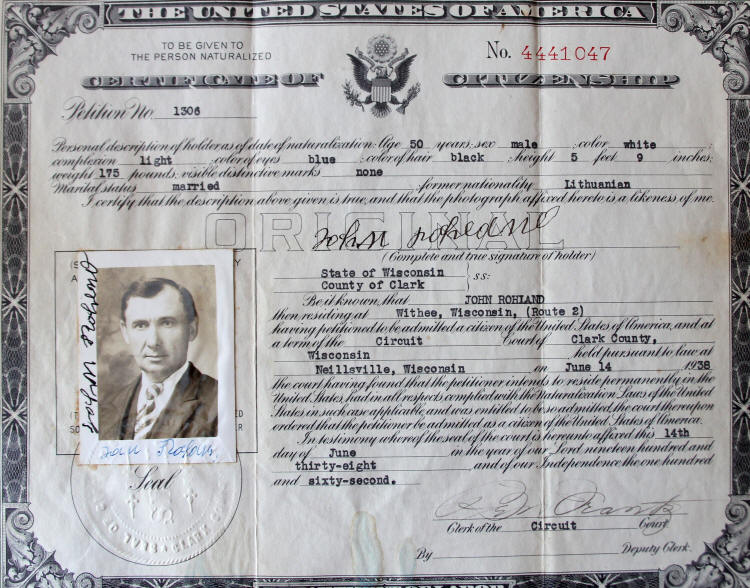 THE UNITED STATES OF AMERICA
TO BE GIVEN TO
THE PERSON NATURALIZED
No. 4441047
CERTIFICATE OF CITIZENSHIP
Petition No. 1306
Personal description of holder as of date of naturalization: Age 50 years; sex male ; color white ;
complexion light ; color of eyes blue ; color of hair black ; height 5 feet 9 inches;
weight 175 pounds; visible distinctive marks none
Marital status married ; former nationality Lithuanian
I certify that the description above given is true, and that the photograph affixed hereto is a likeness of me.
ORIGINAL
(Complete and true signature of holder)
State of Wisconsin
County of Clark } ss:
Be it known, that JOHN ROHLAND
then residing at Withee, Wisconsin, (Route 2)
having petitioned to be admitted a citizen of the United States of America, and at
a term of the Circuit Court of Clark County,
Wisconsin held pursuant to law at
Neillsville, Wisconsin on June 14 1938
the court having found that the petitioner intends to reside permanently in the
United States, had in all respects complied with the Naturalization Laws of the United
States in such case applicable, and was entitled to be so admitted, the court thereupon
ordered that the petitioner be admitted as a citizen of the United States of America.
In testimony whereof the seal of the court is hereunto affixed this 14th
day of June in the year of our Lord nineteen hundred and
thirty-eight and of our Independence the one hundred
and sixty-second.
Seal
Clerk of the Circuit Court.
By Deputy Clerk.